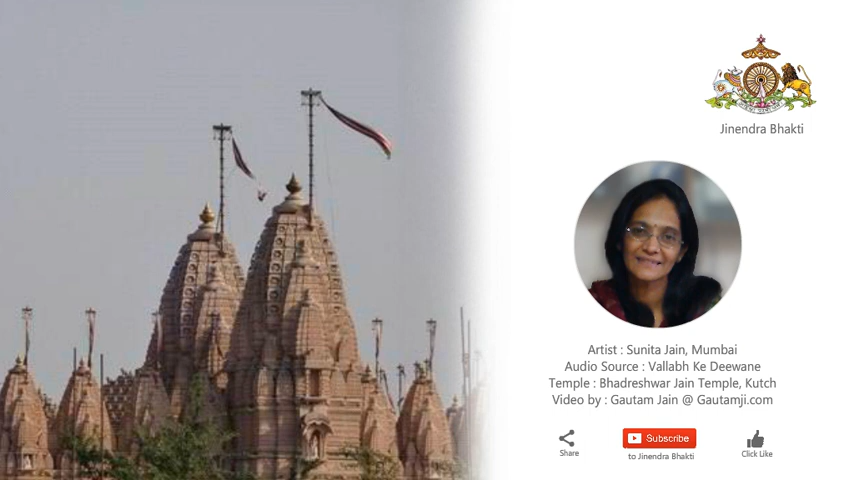 Jinendra Bhakti
Artist : Sunita Jain, Mumbai
Audio Source : Vallabh Ke Deewane
Temple : Bhadreshwar Jain Temple, Kutch
Video by : Gautam Jain @ Gautamji.com
Share
Subscribe
to Jinendra Bhakti
Click Like